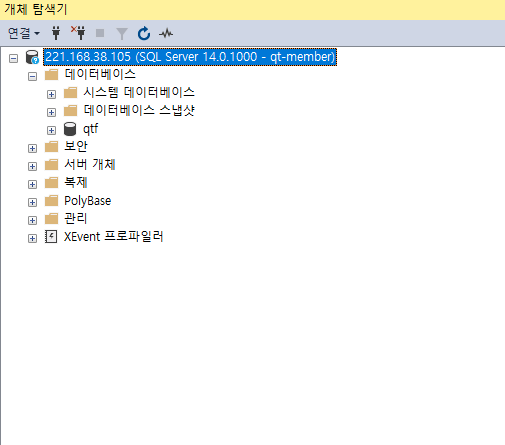 개체 탐색기
연결
221.168.38.105 (SQL Server 14.0.1000 - qt-member)
데이터베이스
시스템 데이터베이스
데이터베이스 스냅샷
qtf
보안
서버 개체
복제
PolyBase
관리
XEvent 프로파일러